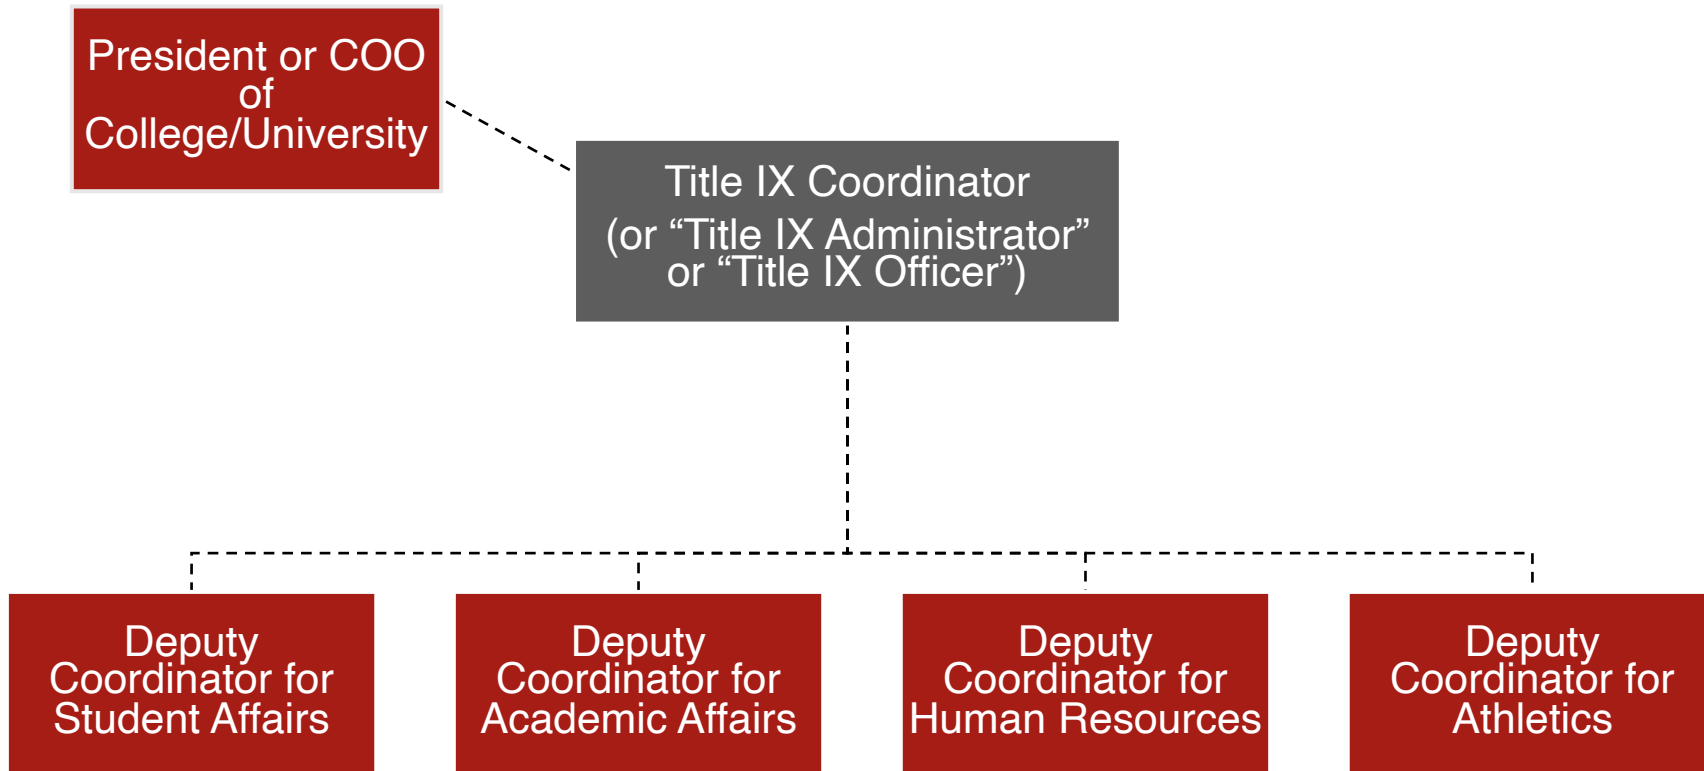 President or COO
of
College/University
Title IX Coordinator
(or “Title IX Administrator”
or “Title IX Officer”)
Deputy
Coordinator for
Student Affairs
Deputy
Coordinator for
Academic Affairs
Deputy
Coordinator for
Human Resources
Deputy
Coordinator for
Athletics